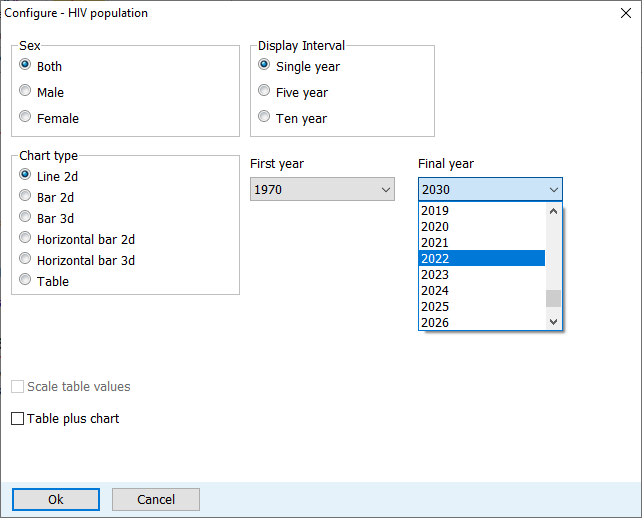 Configure - HIV population
Sex
Both
Male
Female
Display Interval
Single year
Five year
Ten year
Chart type
Line 2d
Bar 2d
Bar 3d
Horizontal bar 2d
Horizontal bar 3d
Table
First year
1970
Final year
2030
2019
2020
2021
2022
2023
2024
2025
2026
Scale table values
Table plus chart
Ok
Cancel